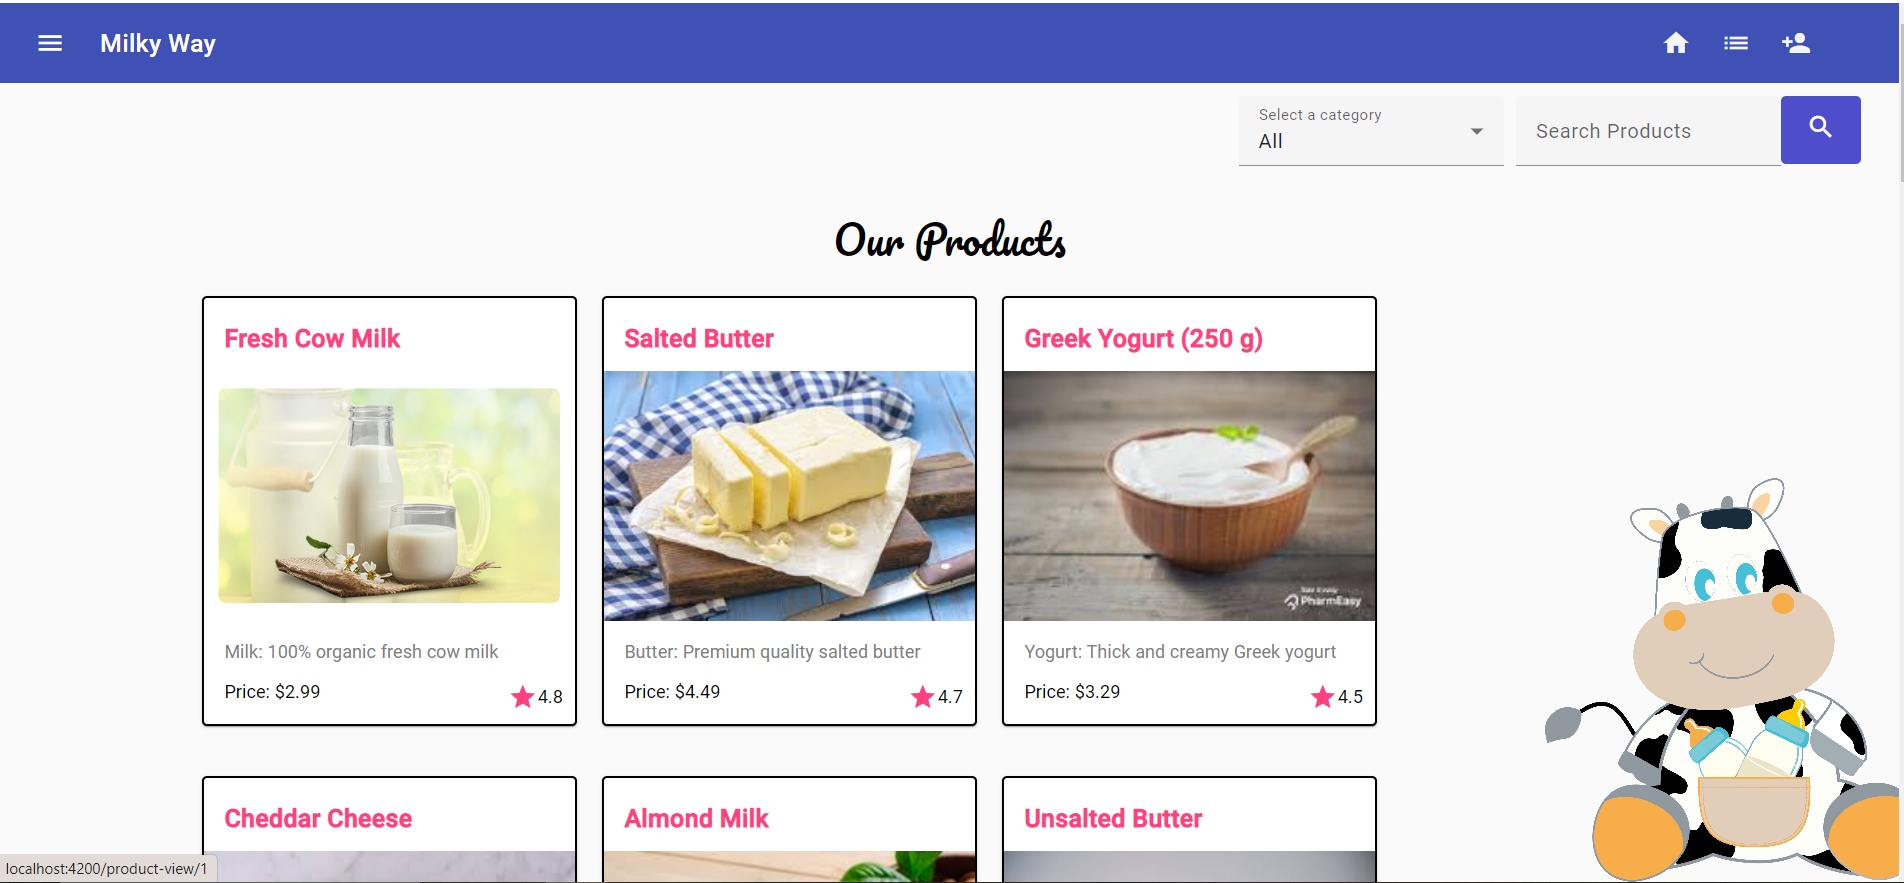 Milky Way
Select a category
All
Search Products
Our Products
Fresh Cow Milk
Milk: 100% organic fresh cow milk
Price: $2.99
4.8
Salted Butter
Butter: Premium quality salted butter
Price: $4.49
4.7
Greek Yogurt (250 g)
PharmEasy
Yogurt: Thick and creamy Greek yogurt
Price: $3.29
4.5
Cheddar Cheese
Almond Milk
Unsalted Butter
localhost:4200/product-view/1